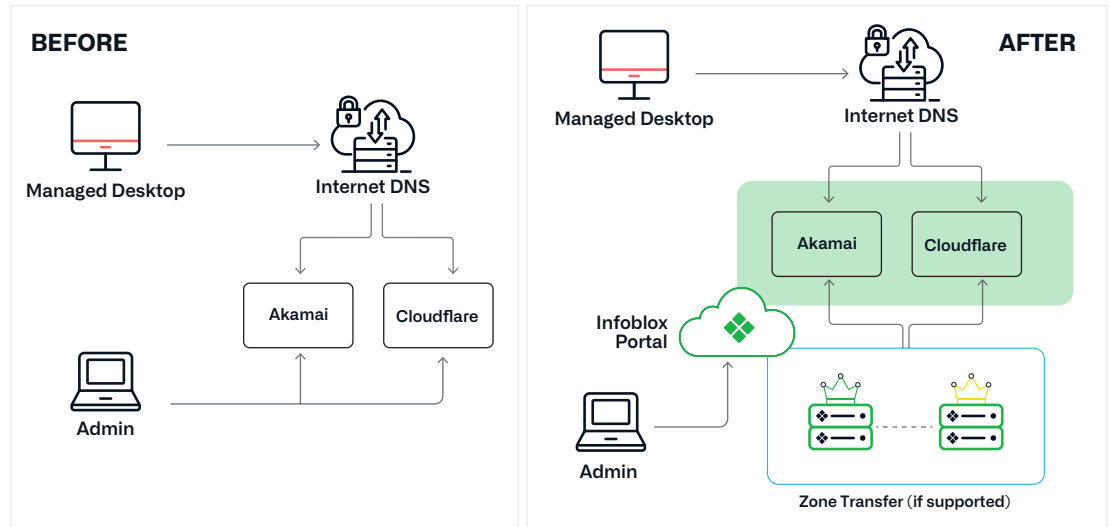 BEFORE
Managed Desktop
Internet DNS
Akamai
Cloudflare
Admin
AFTER
Managed Desktop
Internet DNS
Akamai
Cloudflare
Infoblox
Portal
Admin
Zone Transfer (if supported)